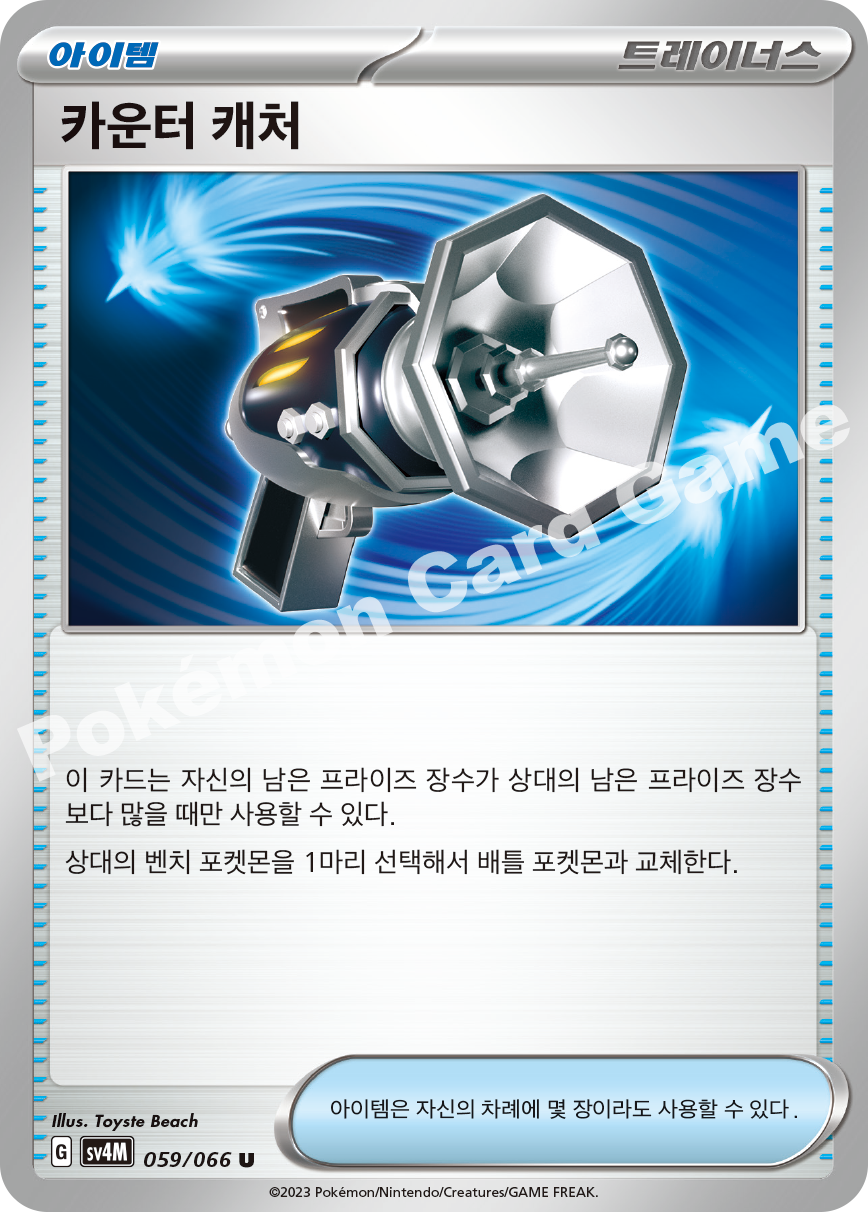 아이템
트레이너스
카운터 캐처
Pokémon Card Game
이 카드는 자신의 남은 프라이즈 장수가 상대의 남은 프라이즈 장수
보다 많을 때만 사용할 수 있다.
상대의 벤치 포켓몬을 1마리 선택해서 배틀 포켓몬과 교체한다.
아이템은 자신의 차례에 몇 장이라도 사용할 수 있다.
Illus. Toyste Beach
G sv4M 059/066 U
©2023 Pokémon/Nintendo/Creatures/GAME FREAK.